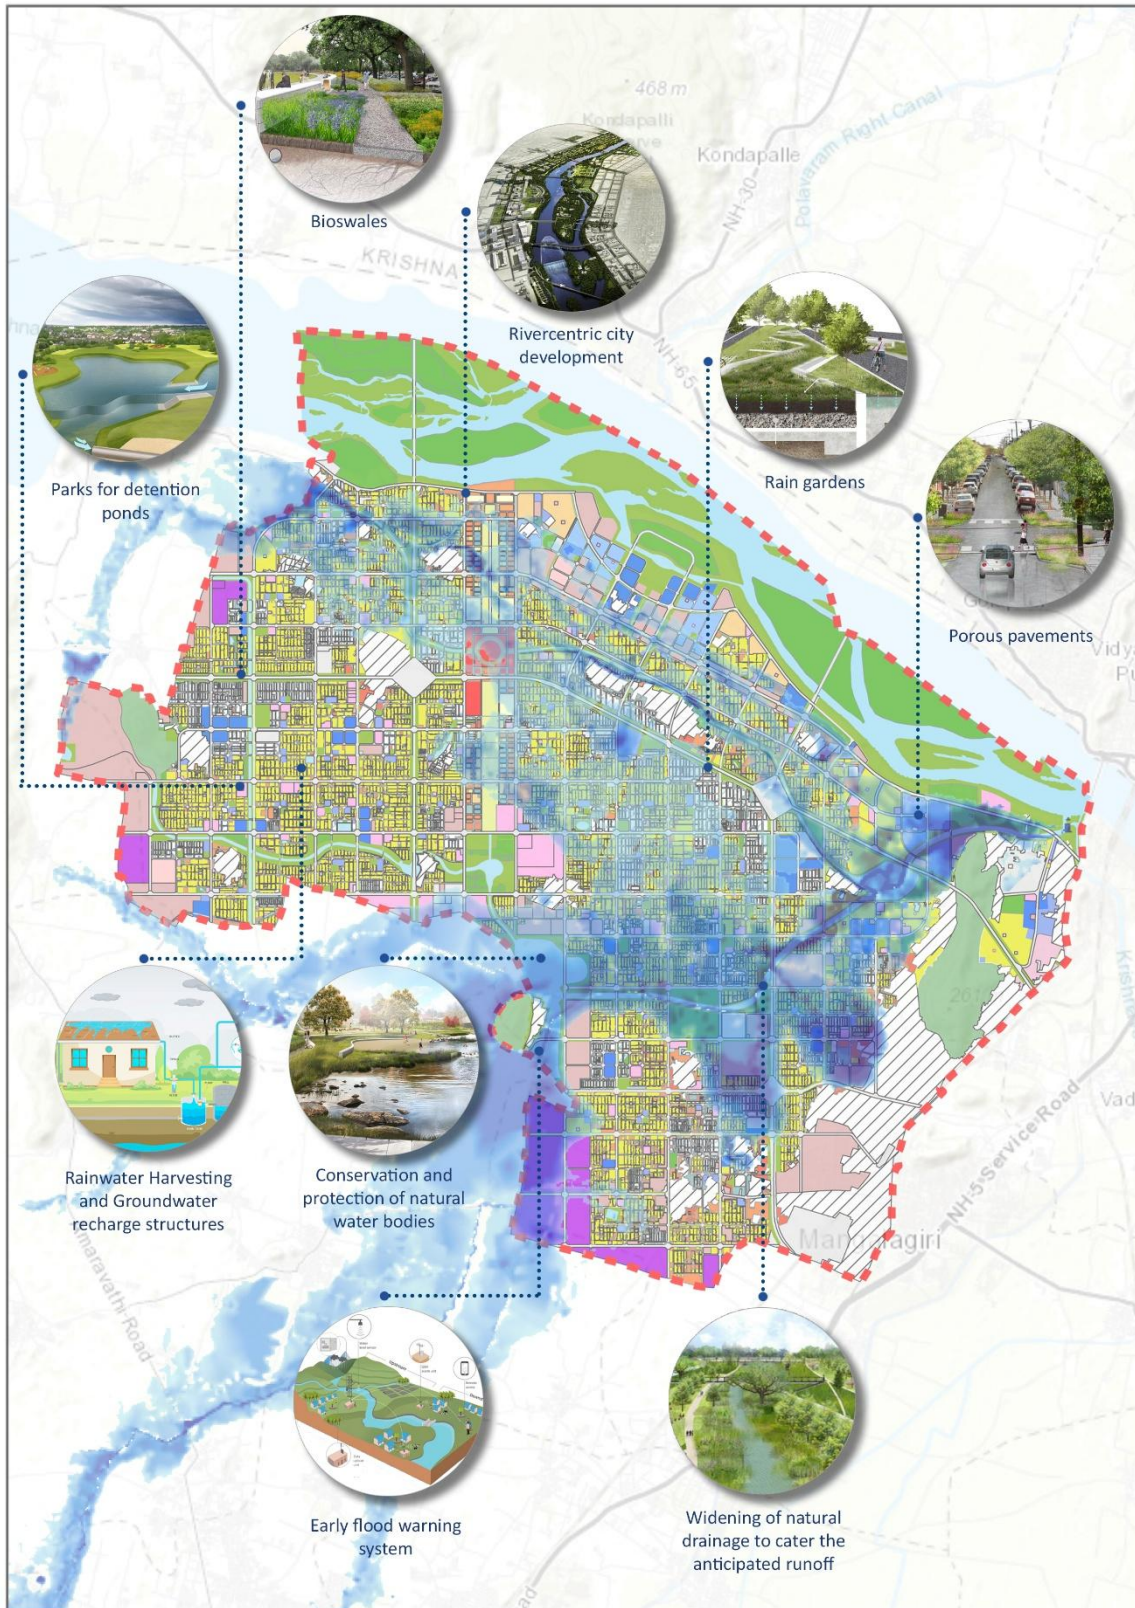 468 m
Kondapalli
Kondapalle
Polavaram Right Canal
NH-30
Bioswales
KRISHNA
Rivercentric city
development
NH-65
Rain gardens
Parks for detention
ponds
Porous pavements
261
Rainwater Harvesting
and Groundwater
recharge structures
Conservation and
protection of natural
water bodies
NH-5 Service Road
Early flood warning
system
Widening of natural
drainage to cater the
anticipated runoff